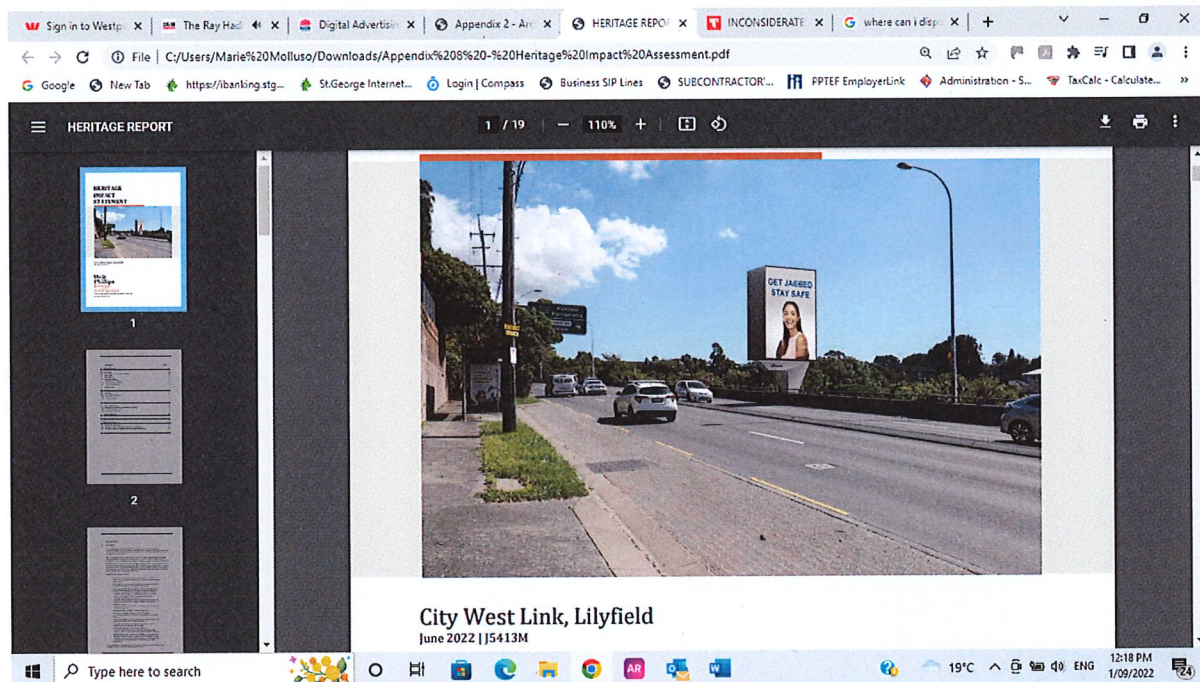 Sign in to Westp
The Ray Had
Digital Advertisin
Appendix 2 - Arc
HERITAGE REPOR
INCONSIDERATE
where can i disp
File | C:/Users/Marie%20Molluso/Downloads/Appendix%208%20-%20Heritage%20Impact%20Assessment.pdf
Google
New Tab
https://ibanking.stg...
St.George Internet...
Login | Compass
Business SIP Lines
SUBCONTRACTOR'...
PPTEF EmployerLink
Administration - S...
TaxCalc - Calculate...
»
HERITAGE REPORT
1 / 19
110%
HERITAGE
IMPACT
STATEMENT
1
2
GET JABBED
STAY SAFE
City West Link, Lilyfield
June 2022 | J5413M
Type here to search
AR
19°C
ENG
12:18 PM
1/09/2022
24